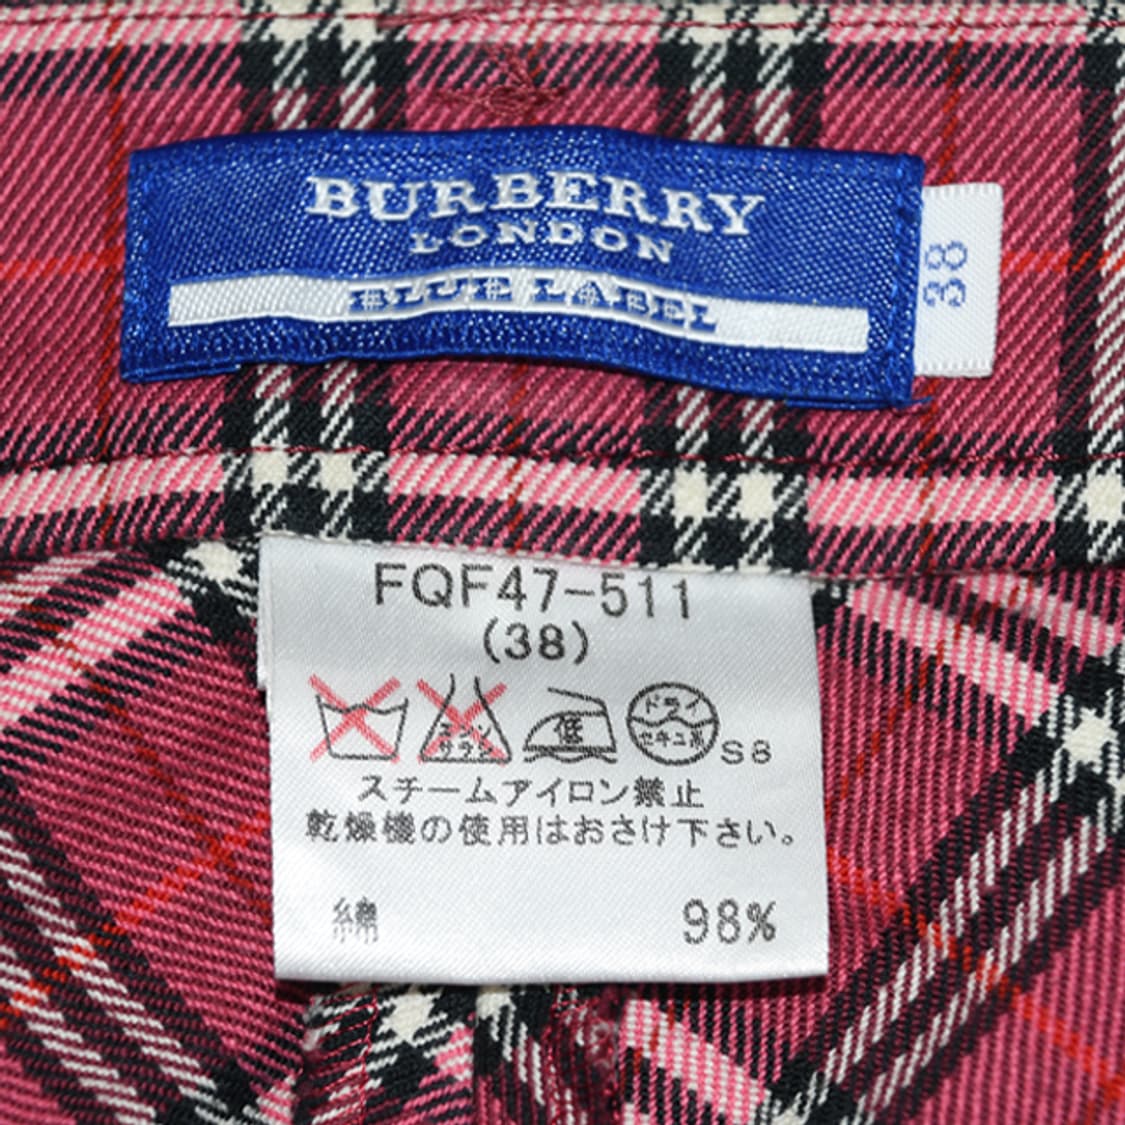 BURBERRY
LONDON
BLUE LABEL
38
FQF47-511
(38)
エンソ
サラシ
低
ドライ
セキユ系
S8
スチームアイロン禁止
乾燥機の使用はおさけ下さい。
綿 98%